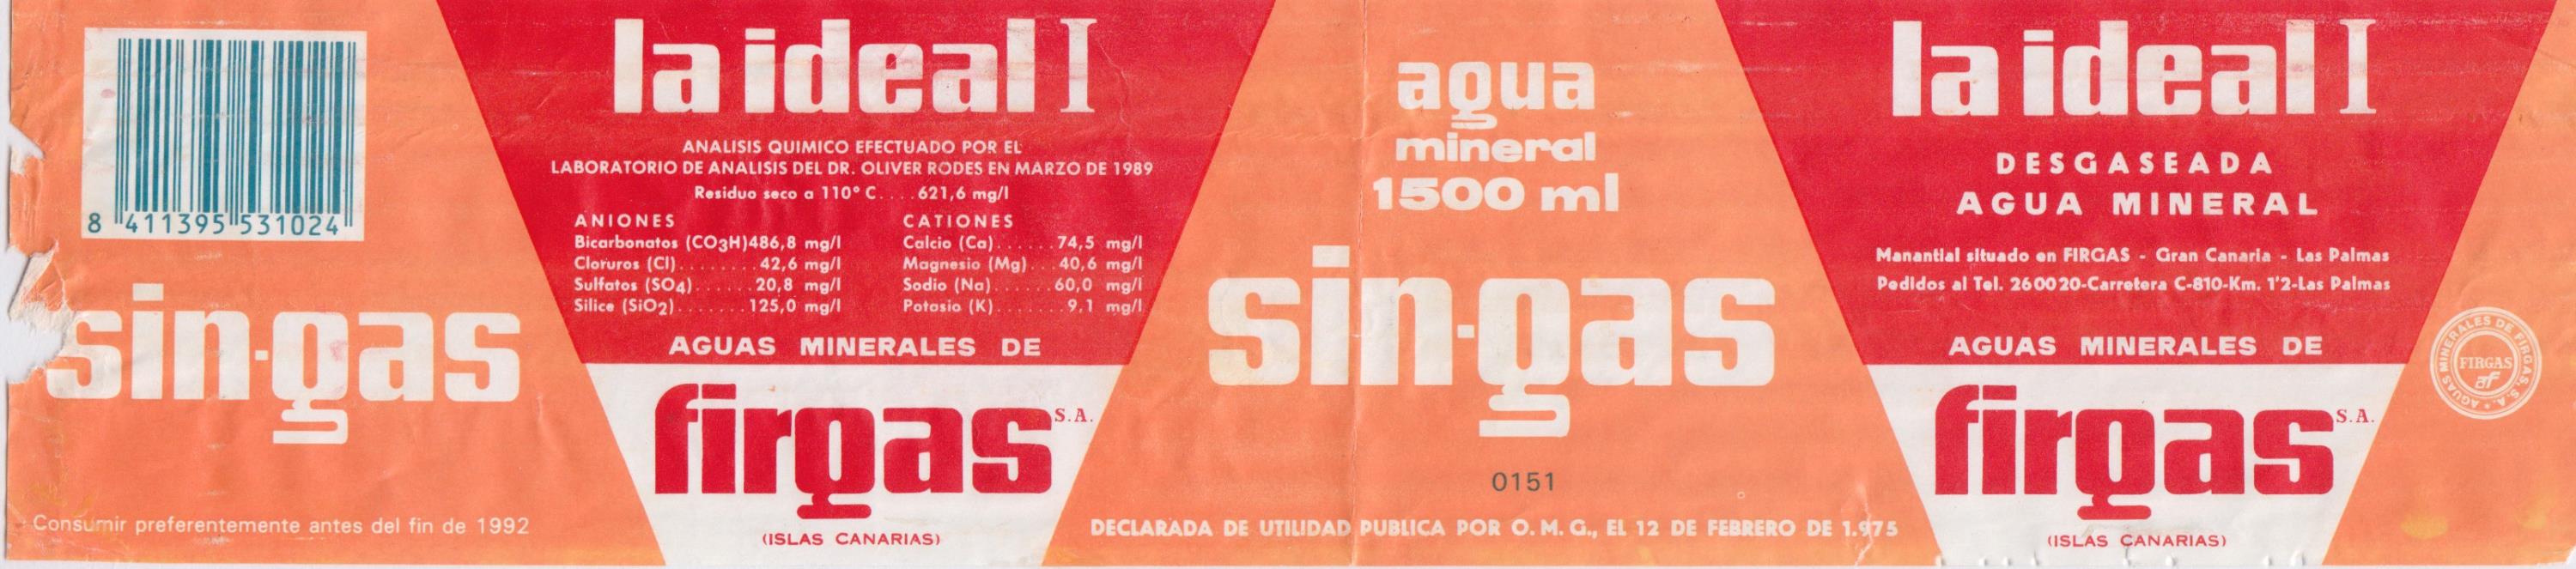 8 411395 531024
sin-gas
Consumir preferentemente antes del fin de 1992
la ideal I
ANALISIS QUIMICO EFECTUADO POR EL
LABORATORIO DE ANALISIS DEL DR. OLIVER RODES EN MARZO DE 1989
Residuo seco a 110° C....621,6 mg/l
ANIONES
Bicarbonatos (CO3H)486,8 mg/l
Cloruros (Cl)........42,6 mg/l
Sulfatos (SO4)......20,8 mg/l
Silice (SiO2).......125,0 mg/l
CATIONES
Calcio (Ca)......74,5 mg/l
Magnesio (Mg)...40,6 mg/l
Sodio (Na)......60,0 mg/l
Potasio (K).......9,1 mg/l
AGUAS MINERALES DE
firgas S.A.
(ISLAS CANARIAS)
agua
mineral
1500 ml
sin-gas
0151
DECLARADA DE UTILIDAD PUBLICA POR O. M. G., EL 12 DE FEBRERO DE 1.975
la ideal I
DESGASEADA
AGUA MINERAL
Manantial situado en FIRGAS - Gran Canaria - Las Palmas
Pedidos al Tel. 260020-Carretera C-810-Km. 1'2-Las Palmas
AGUAS MINERALES DE
firgas S.A.
(ISLAS CANARIAS)
AGUAS MINERALES DE FIRGAS, S. A.
FIRGAS
af